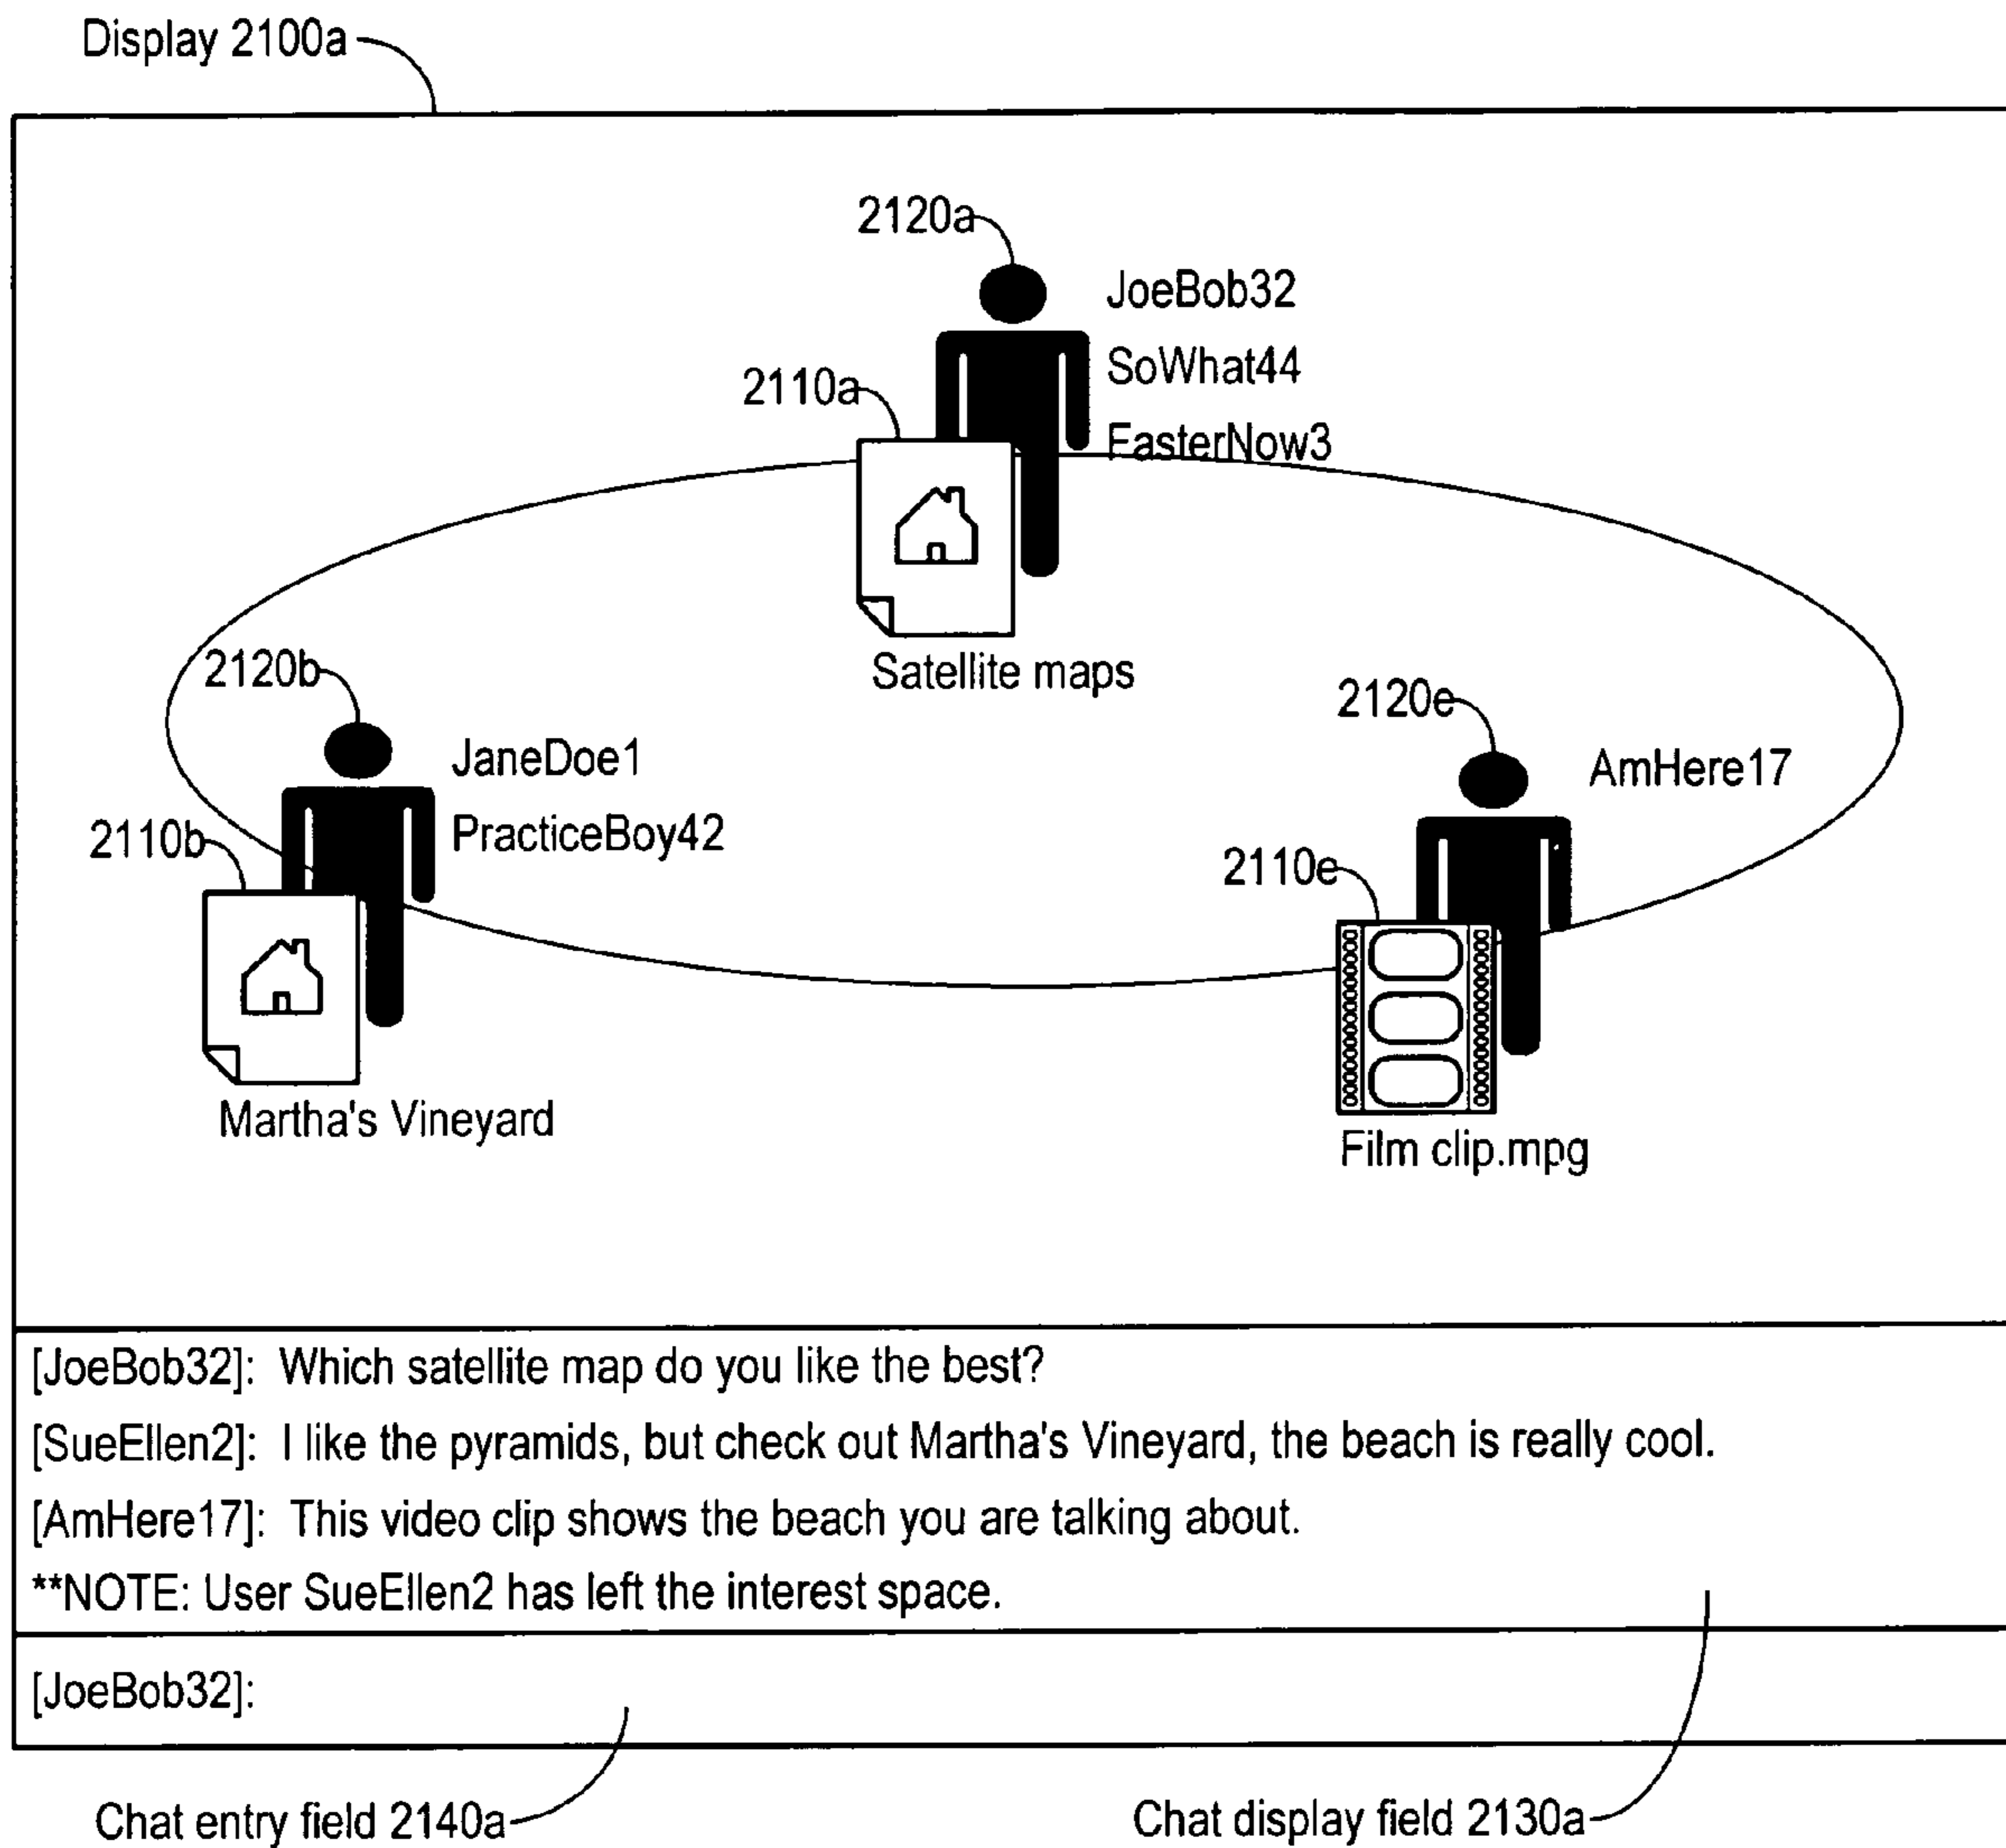 Display 2100a
2120a
JoeBob32
SoWhat44
2110a
EasterNow3
Satellite maps
2120b
2120e
JaneDoe1
AmHere17
PracticeBoy42
2110b
2110e
Martha's Vineyard
Film clip.mpg
[JoeBob32]: Which satellite map do you like the best?
[SueEllen2]: I like the pyramids, but check out Martha's Vineyard, the beach is really cool.
[AmHere17]: This video clip shows the beach you are talking about.
**NOTE: User SueEllen2 has left the interest space.
[JoeBob32]:
Chat entry field 2140a
Chat display field 2130a